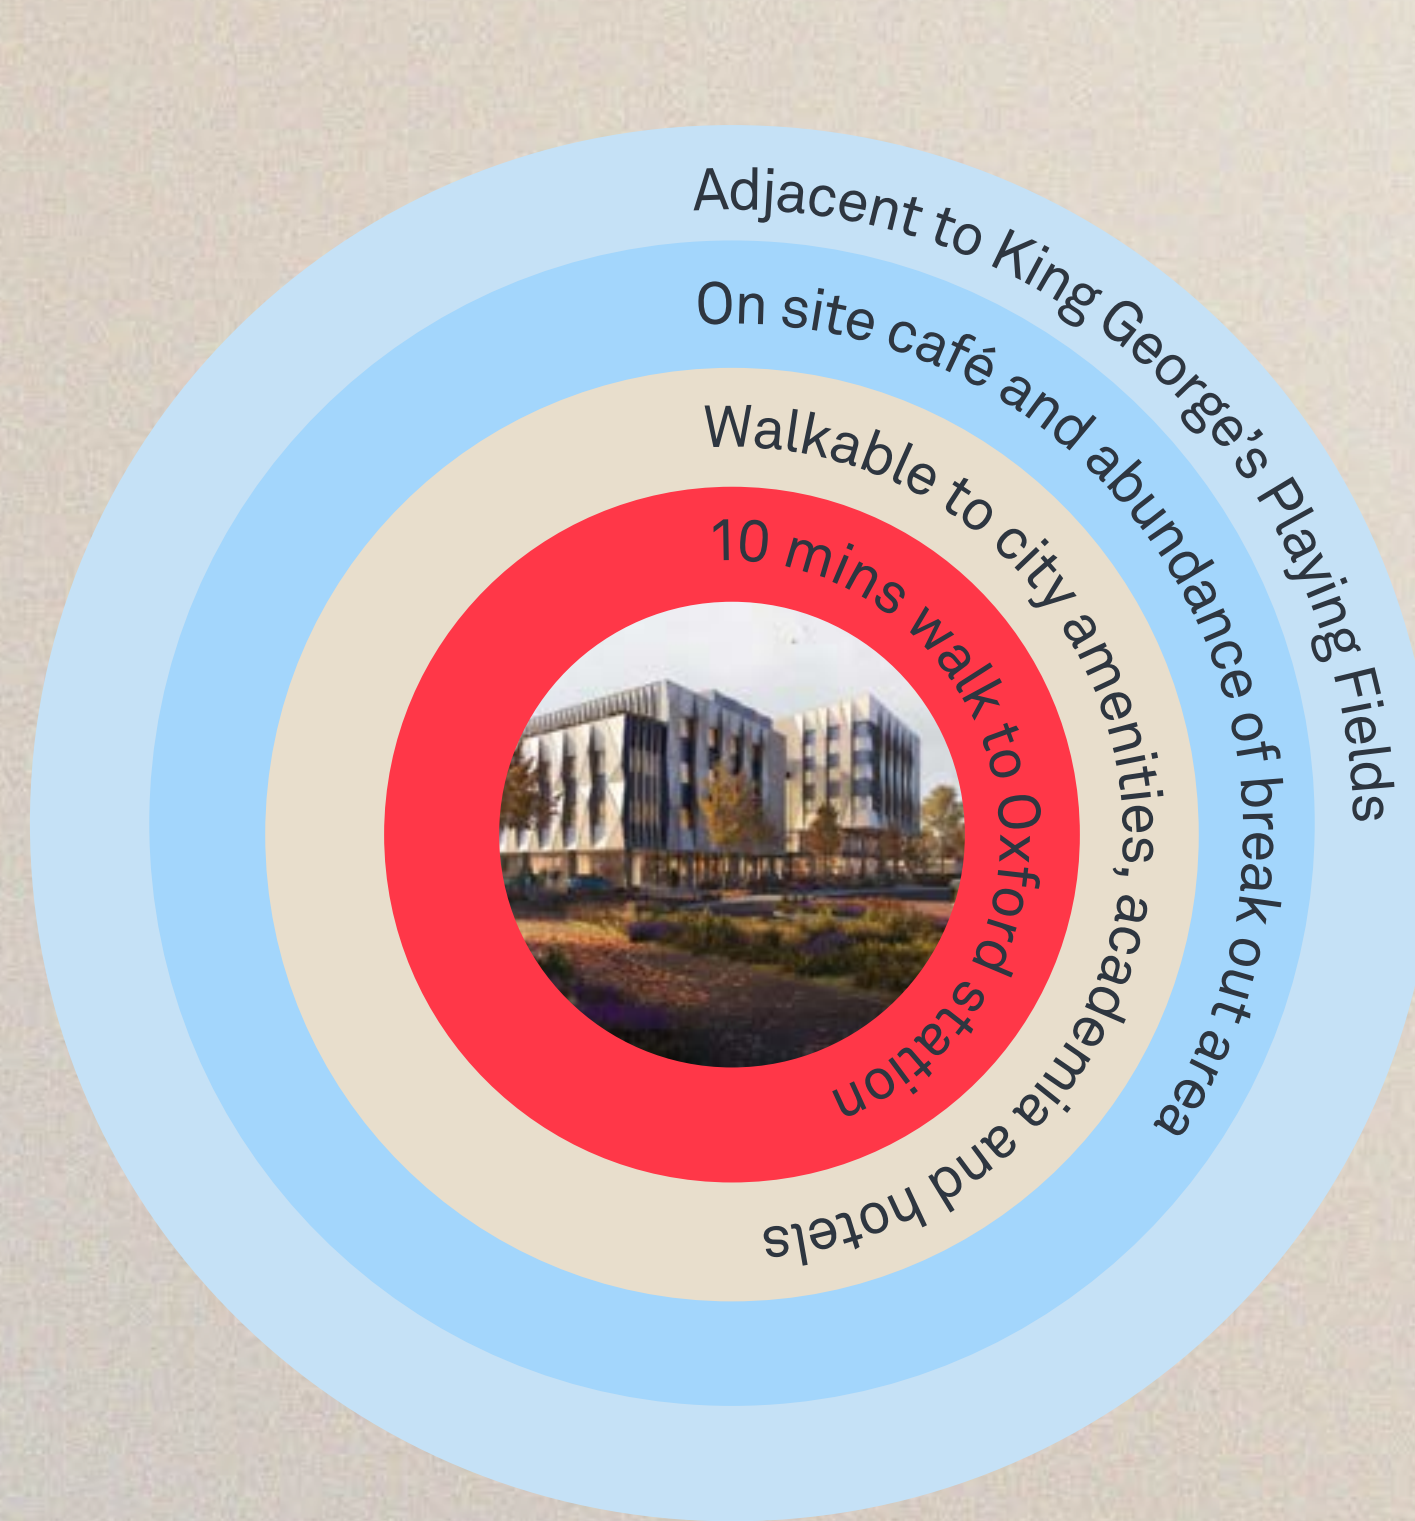 Adjacent to King George’s Playing Fields
On site café and abundance of break out area
Walkable to city amenities, academia and hotels
10 mins walk to Oxford station